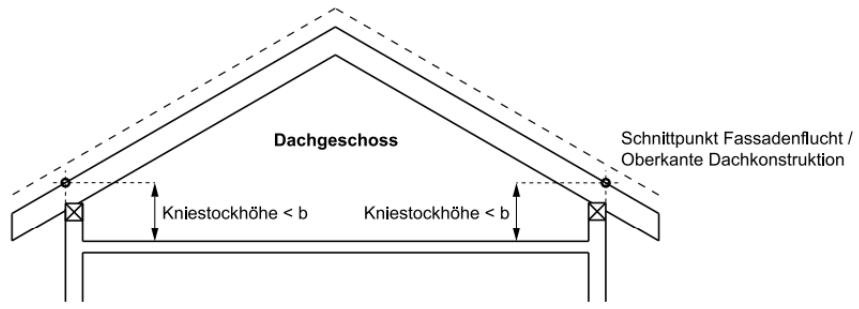 Dachgeschoss
Schnittpunkt Fassadenflucht /
Oberkante Dachkonstruktion
Kniestockhöhe < b
Kniestockhöhe < b